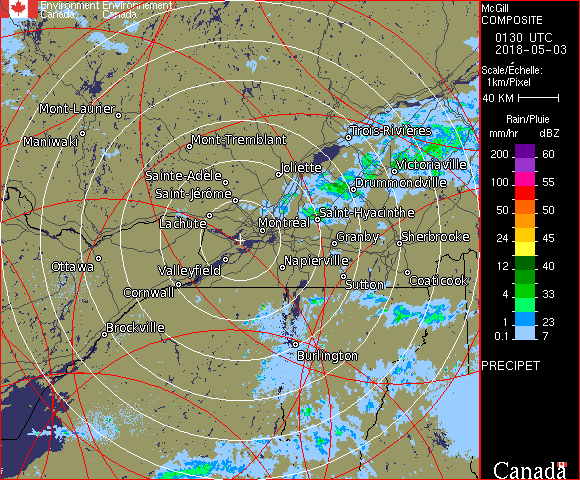 Environment Environnement
Canada Canada
Mont-Laurier
Maniwaki
Mont-Tremblant
Trois-Rivières
Sainte-Adèle
Joliette
Victoriaville
Saint-Jérôme
Drummondville
Lachute
Montréal
Saint-Hyacinthe
Granby
Sherbrooke
Ottawa
Valleyfield
Napierville
Cornwall
Sutton
Coaticook
Brockville
Burlington
McGill
COMPOSITE
0130 UTC
2018-05-03
Scale/Échelle:
1km/Pixel
40 KM
Rain/Pluie
mm/hr dBZ
200 60
100 55
50 50
24 45
12 40
4 33
1 23
0.1 7
PRECIPET
Canada